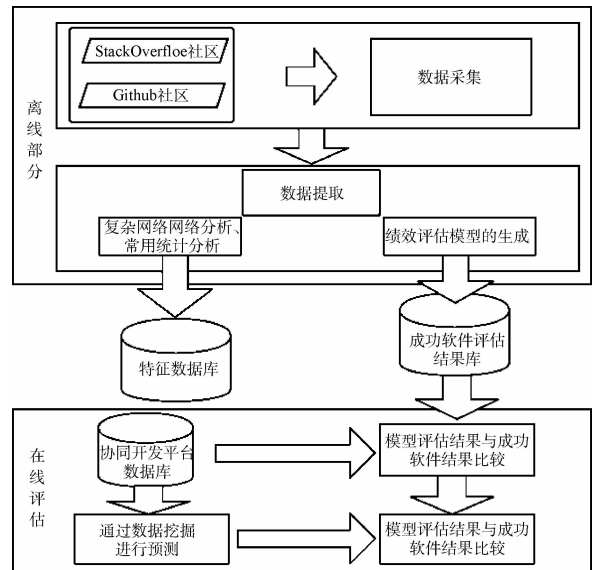 StackOverfloe社区
Github社区
数据采集
离线部分
数据提取
复杂网络网络分析、
常用统计分析
绩效评估模型的生成
特征数据库
成功软件评估
结果库
在线评估
协同开发平台
数据库
模型评估结果与成功
软件结果比较
通过数据挖掘
进行预测
模型评估结果与成功
软件结果比较